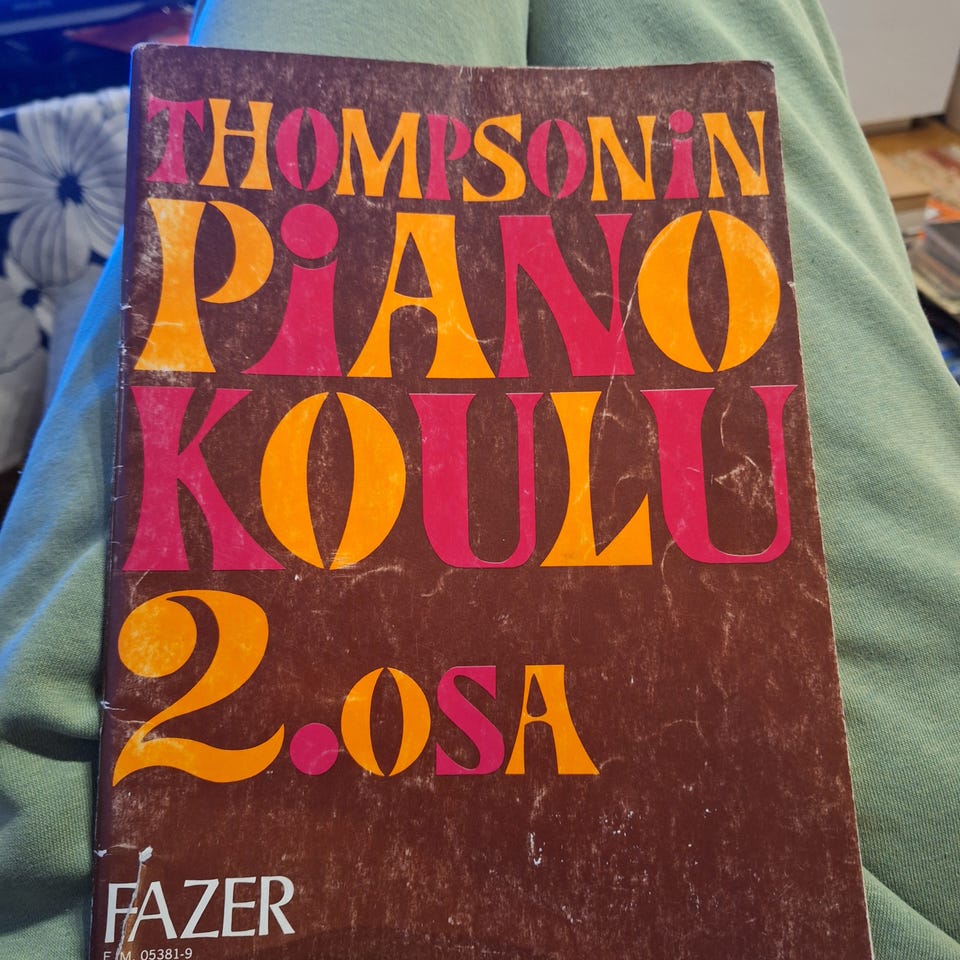 THOMPSONiN
PiANO
KOULU
2. OSA
FAZER
F.M. 05381-9